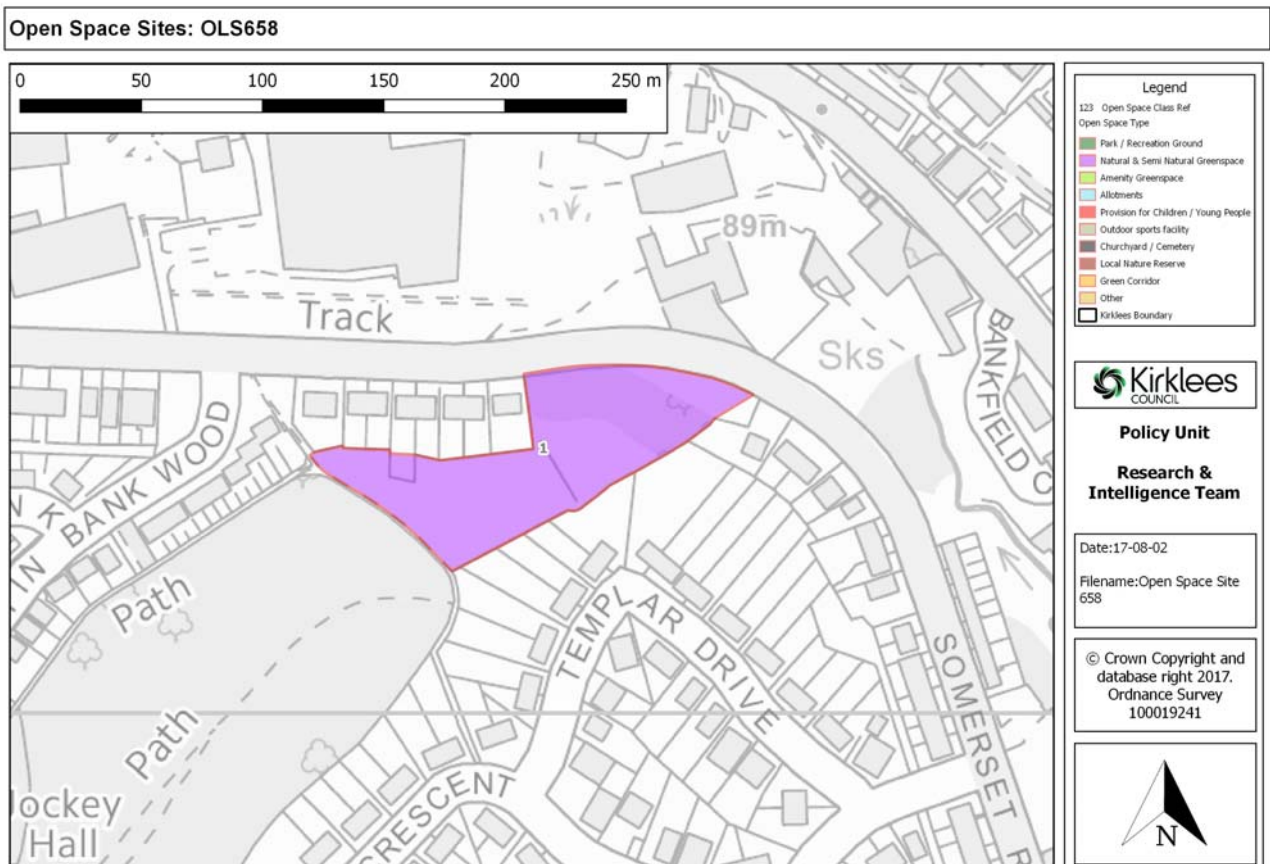 Open Space Sites: OLS658
0 50 100 150 200 250 m
89m
Track
Sks
BANKFIELD C
BANK WOOD
1
Path
TEMPLAR DRIVE
SOMERSET R
Path
Jockey
Hall
CRESCENT
Legend
123 Open Space Class Ref
Open Space Type
Park / Recreation Ground
Natural & Semi Natural Greenspace
Amenity Greenspace
Allotments
Provision for Children / Young People
Outdoor sports facility
Churchyard / Cemetery
Local Nature Reserve
Green Corridor
Other
Kirklees Boundary
Kirklees
COUNCIL
Policy Unit
Research &
Intelligence Team
Date:17-08-02
Filename:Open Space Site
658
© Crown Copyright and
database right 2017.
Ordnance Survey
100019241
N